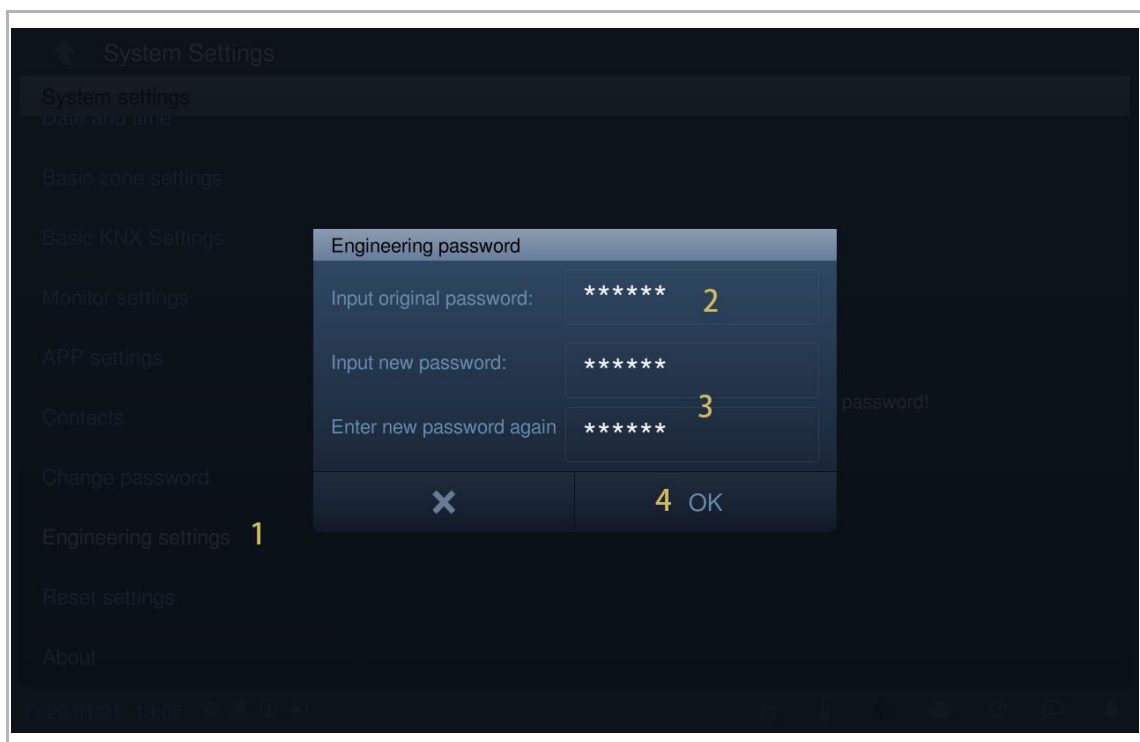 System Settings
System settings
Date and time
Basic zone settings
Basic KNX Settings
Engineering password
Input original password: ****** 2
Monitor settings
Input new password: ******
APP settings
3
password!
Contacts
Enter new password again ******
Change password
4 OK
Engineering settings 1
Reset settings
About
Fr 29/01-21 13:02